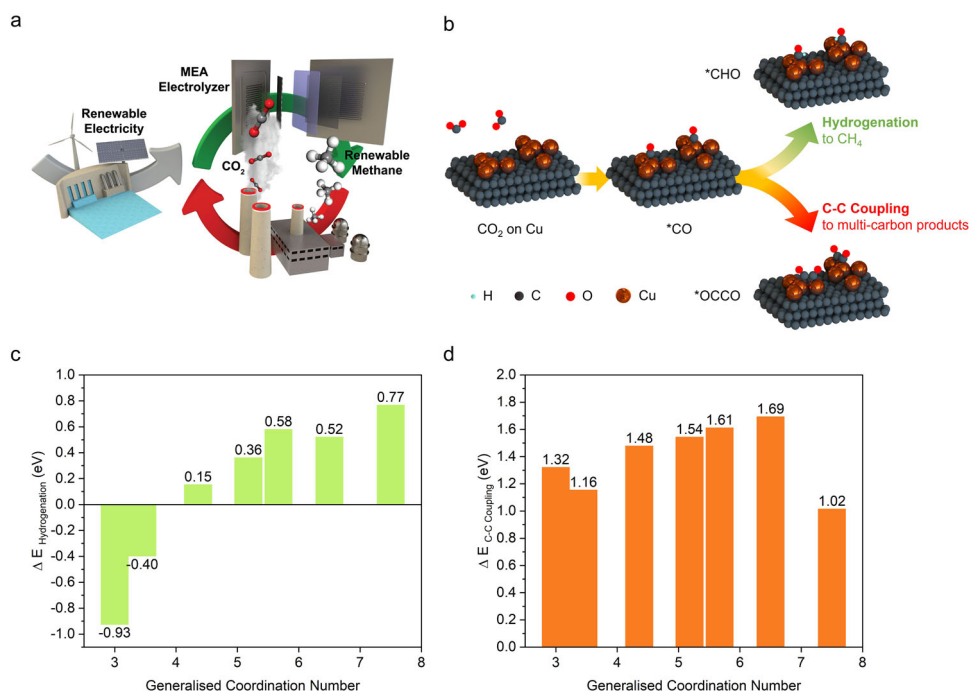 a
MEA
Electrolyzer
Renewable
Electricity
CO2
Renewable
Methane
b
*CHO
Hydrogenation
to CH4
CO2 on Cu
*CO
C-C Coupling
to multi-carbon products
H C O Cu
*OCCO
c
1.0
0.8
0.6
0.4
0.2
0.0
-0.2
-0.4
-0.6
-0.8
-1.0
Δ E Hydrogenation (eV)
-0.93
-0.40
0.15
0.36
0.58
0.52
0.77
3 4 5 6 7 8
Generalised Coordination Number
d
2.0
1.8
1.6
1.4
1.2
1.0
0.8
0.6
0.4
0.2
0.0
Δ E C-C Coupling (eV)
1.32
1.16
1.48
1.54
1.61
1.69
1.02
3 4 5 6 7 8
Generalised Coordination Number